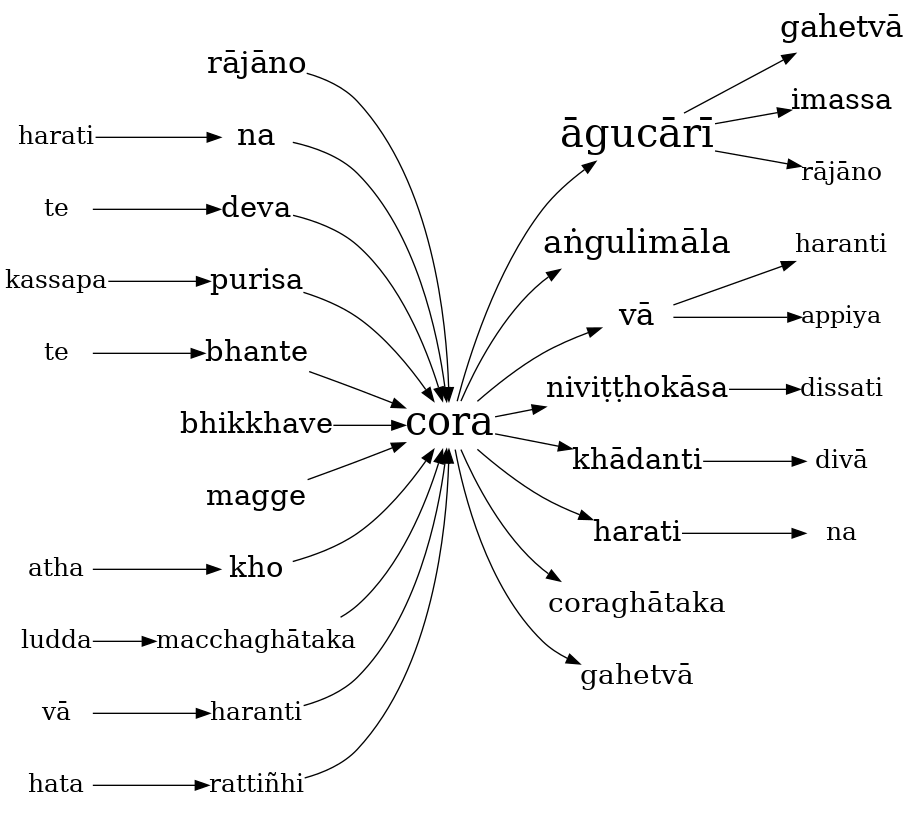 gahetvā
rājāno
imassa
harati na āgucārī
rājāno
te deva
aṅgulimāla haranti
kassapa purisa
vā appiya
te bhante
niviṭṭhokāsa dissati
cora
bhikkhave
khādanti divā
magge
harati na
atha kho
coraghātaka
ludda macchaghātaka
gahetvā
vā haranti
hata rattiñhi